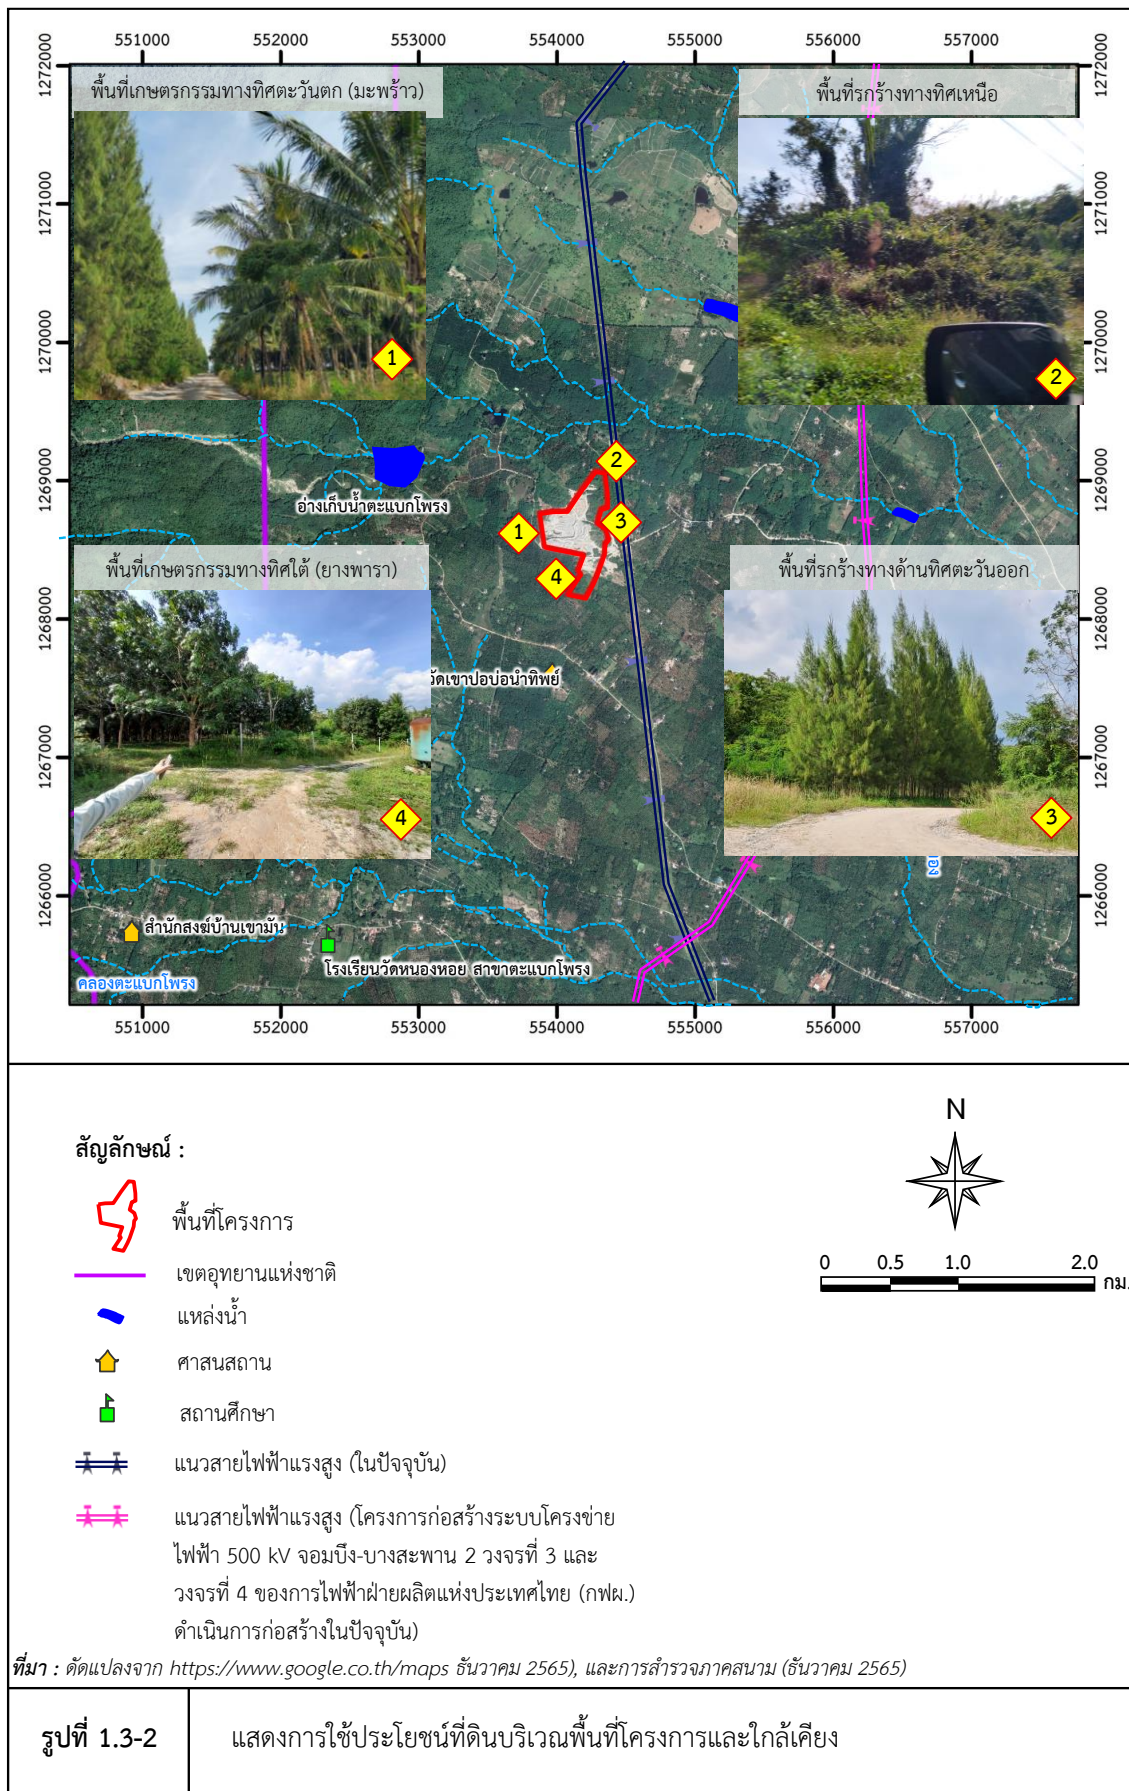 551000 552000 553000 554000 555000 556000 557000
1272000 1272000
พื้นที่เกษตรกรรมทางทิศตะวันตก (มะพร้าว)
พื้นที่รกร้างทางทิศเหนือ
1271000 1271000
1270000 1270000
1
2
1269000 1269000
2
อ่างเก็บน้ำตะแบกโพรง
1
3
4
พื้นที่เกษตรกรรมทางทิศใต้ (ยางพารา)
พื้นที่รกร้างทางด้านทิศตะวันออก
1268000 1268000
วัดเขาปอบ่อน้ำทิพย์
1267000 1267000
4
3
1266000 1266000
สำนักสงฆ์บ้านเขามัน
โรงเรียนวัดหนองหอย สาขาตะแบกโพรง
คลองตะแบกโพรง
551000 552000 553000 554000 555000 556000 557000
N
สัญลักษณ์ :
พื้นที่โครงการ
0 0.5 1.0 2.0 กม.
เขตอุทยานแห่งชาติ
แหล่งน้ำ
ศาสนสถาน
สถานศึกษา
แนวสายไฟฟ้าแรงสูง (ในปัจจุบัน)
แนวสายไฟฟ้าแรงสูง (โครงการก่อสร้างระบบโครงข่าย
ไฟฟ้า 500 kV จอมบึง-บางสะพาน 2 วงจรที่ 3 และ
วงจรที่ 4 ของการไฟฟ้าฝ่ายผลิตแห่งประเทศไทย (กฟผ.)
ดำเนินการก่อสร้างในปัจจุบัน)
ที่มา : ดัดแปลงจาก https://www.google.co.th/maps ธันวาคม 2565), และการสำรวจภาคสนาม (ธันวาคม 2565)
รูปที่ 1.3-2
แสดงการใช้ประโยชน์ที่ดินบริเวณพื้นที่โครงการและใกล้เคียง